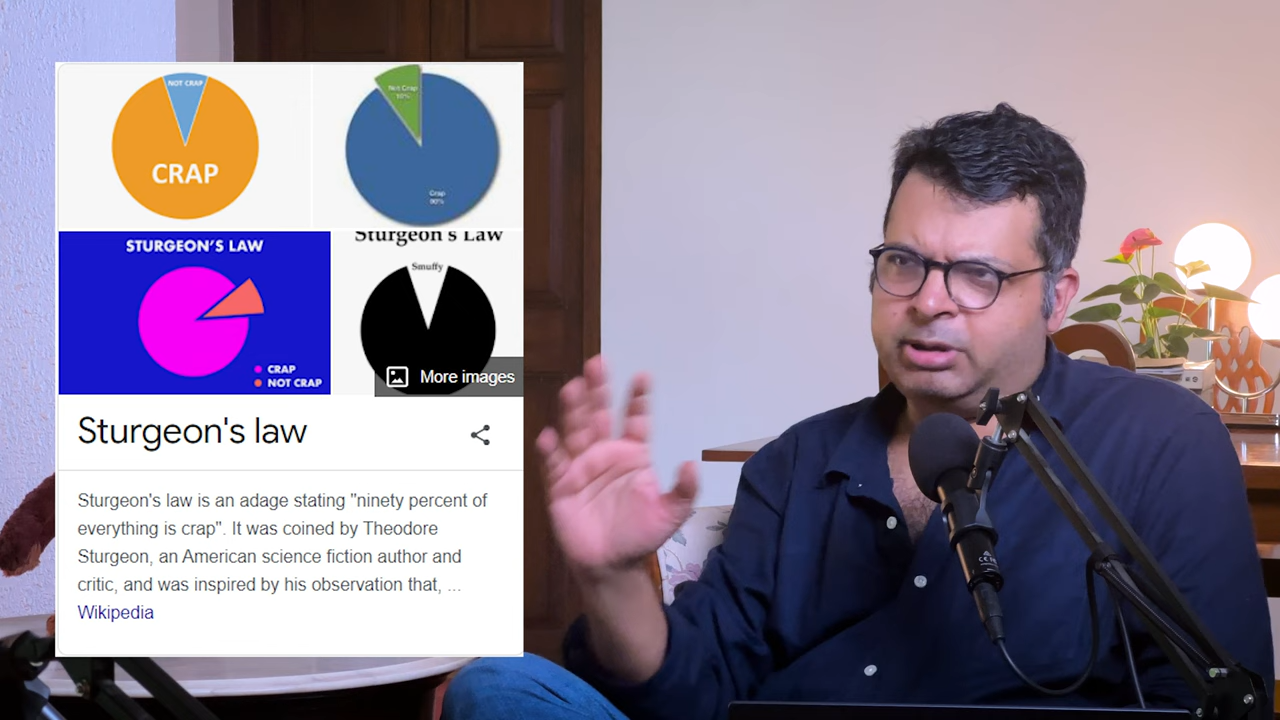 NOT CRAP
CRAP
Not Crap
10%
Crap
90%
STURGEON'S LAW
CRAP
NOT CRAP
Sturgeon's Law
Smuffy
More images
Sturgeon's law
Sturgeon's law is an adage stating "ninety percent of
everything is crap". It was coined by Theodore
Sturgeon, an American science fiction author and
critic, and was inspired by his observation that, ...
Wikipedia